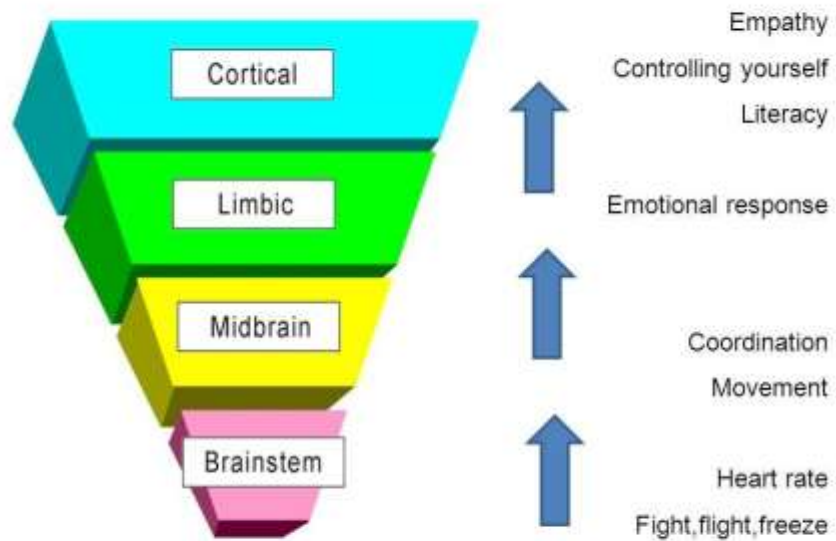 Empathy
Cortical
Controlling yourself
Literacy
Limbic
Emotional response
Midbrain
Coordination
Movement
Brainstem
Heart rate
Fight,flight,freeze